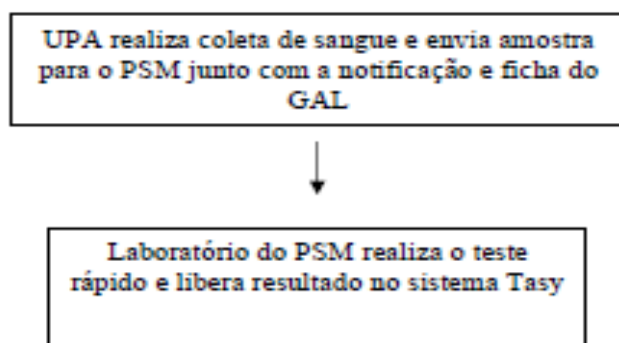 UPA realiza coleta de sangue e envia amostra
para o PSM junto com a notificação e ficha do
GAL
Laboratório do PSM realiza o teste
rápido e libera resultado no sistema Tasy